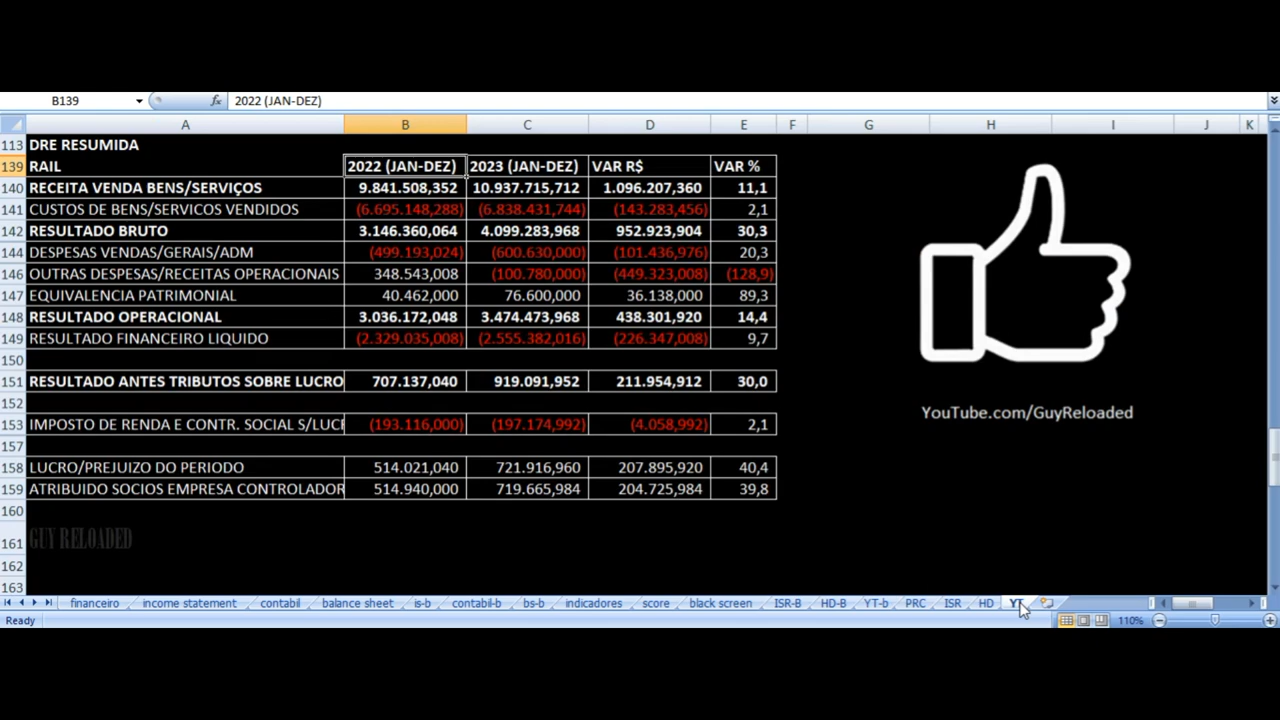 B139 fx 2022 (JAN-DEZ)
A B C D E F G H I J K
113 DRE RESUMIDA
139 RAIL 2022 (JAN-DEZ) 2023 (JAN-DEZ) VAR R$ VAR %
140 RECEITA VENDA BENS/SERVIÇOS 9.841.508,352 10.937.715,712 1.096.207,360 11,1
141 CUSTOS DE BENS/SERVICOS VENDIDOS (6.695.148,288) (6.838.431,744) (143.283,456) 2,1
142 RESULTADO BRUTO 3.146.360,064 4.099.283,968 952.923,904 30,3
144 DESPESAS VENDAS/GERAIS/ADM (499.193,024) (600.630,000) (101.436,976) 20,3
146 OUTRAS DESPESAS/RECEITAS OPERACIONAIS 348.543,008 (100.780,000) (449.323,008) (128,9)
147 EQUIVALENCIA PATRIMONIAL 40.462,000 76.600,000 36.138,000 89,3
148 RESULTADO OPERACIONAL 3.036.172,048 3.474.473,968 438.301,920 14,4
149 RESULTADO FINANCEIRO LIQUIDO (2.329.035,008) (2.555.382,016) (226.347,008) 9,7
150
151 RESULTADO ANTES TRIBUTOS SOBRE LUCRO 707.137,040 919.091,952 211.954,912 30,0
152
153 IMPOSTO DE RENDA E CONTR. SOCIAL S/LUCR (193.116,000) (197.174,992) (4.058,992) 2,1
157
158 LUCRO/PREJUIZO DO PERIODO 514.021,040 721.916,960 207.895,920 40,4
159 ATRIBUIDO SOCIOS EMPRESA CONTROLADOR 514.940,000 719.665,984 204.725,984 39,8
160
161 GUY RELOADED
162
163
YouTube.com/GuyReloaded
financeiro income statement contabil balance sheet is-b contabil-b bs-b indicadores score black screen ISR-B HD-B YT-b PRC ISR HD YT
Ready 110%